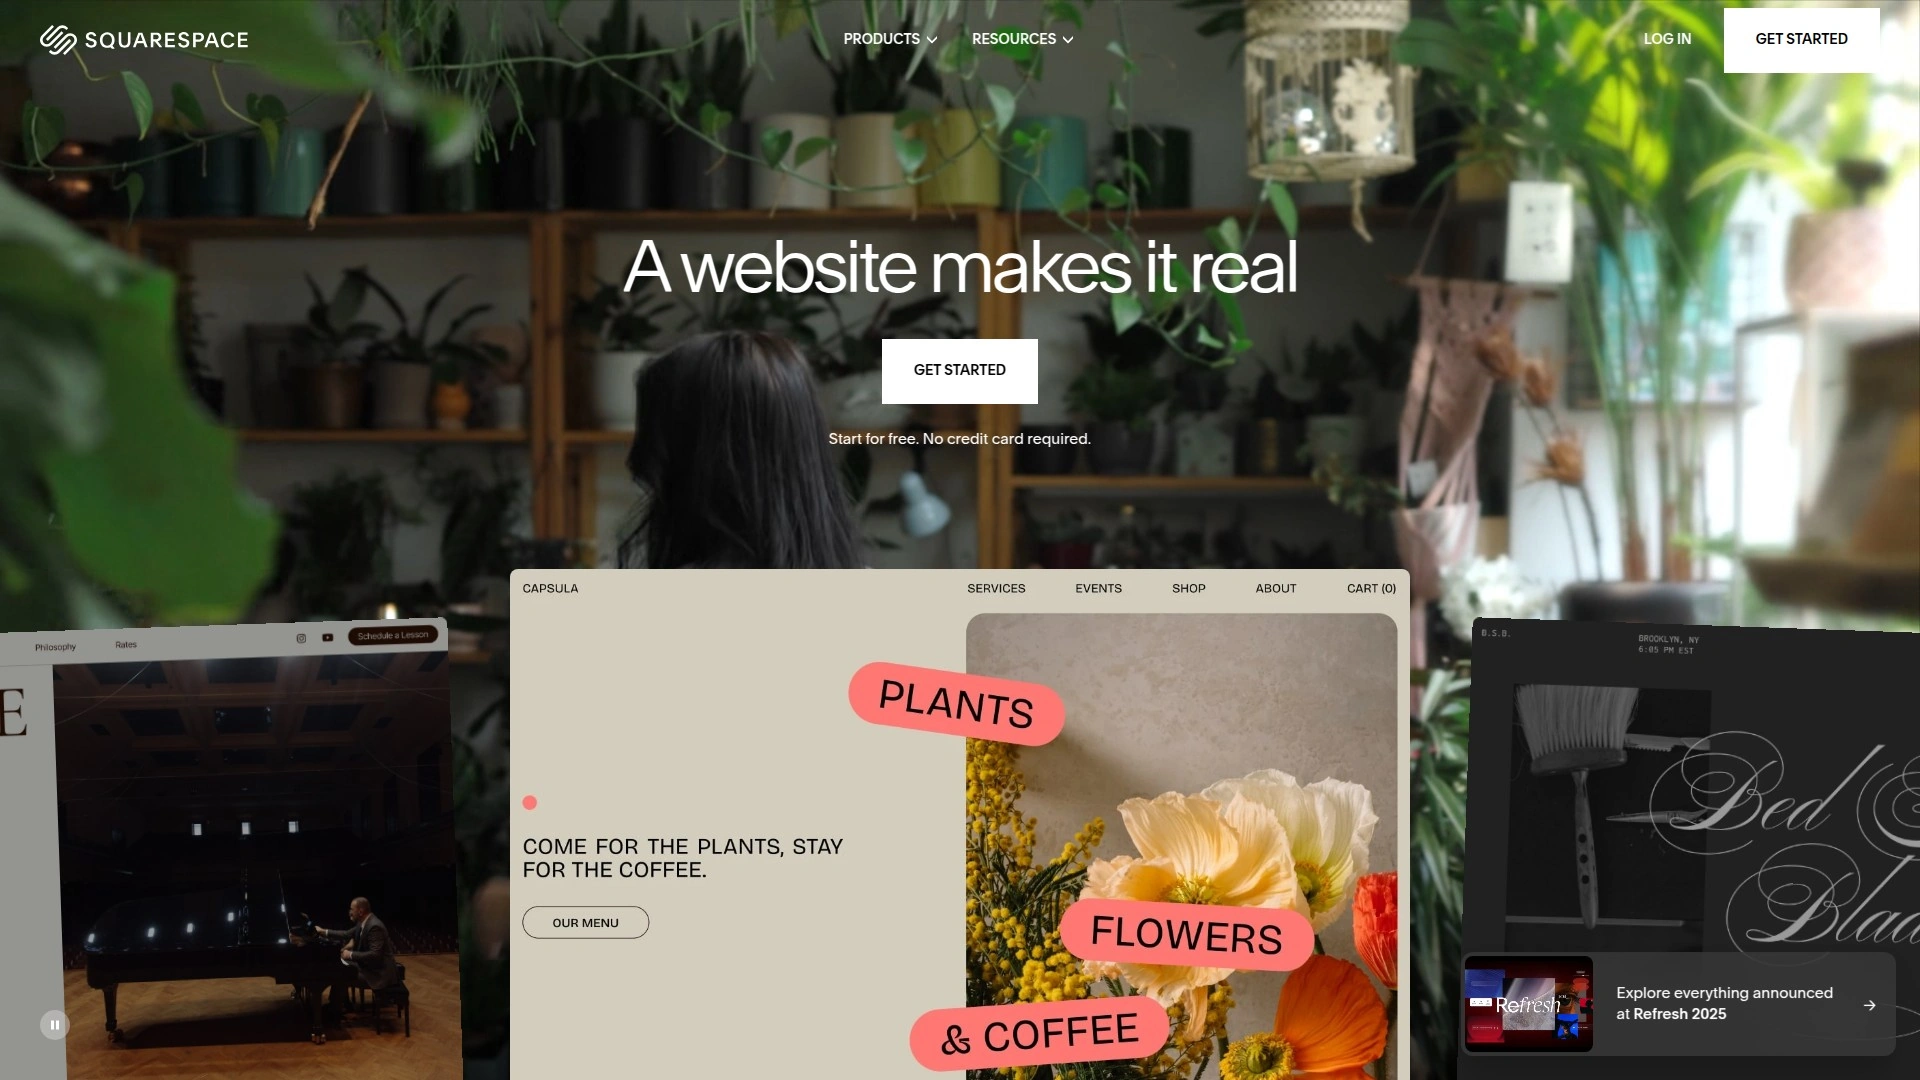 SQUARESPACE
PRODUCTS
RESOURCES
LOG IN
GET STARTED
A website makes it real
GET STARTED
Start for free. No credit card required.
Philosophy
Rates
Schedule a Lesson
E
CAPSULA
SERVICES
EVENTS
SHOP
ABOUT
CART (0)
PLANTS
COME FOR THE PLANTS, STAY
FOR THE COFFEE.
OUR MENU
FLOWERS
& COFFEE
B.S.B.
BROOKLYN, NY
6:05 PM EST
Bed
Blad
Refresh
Explore everything announced
at Refresh 2025